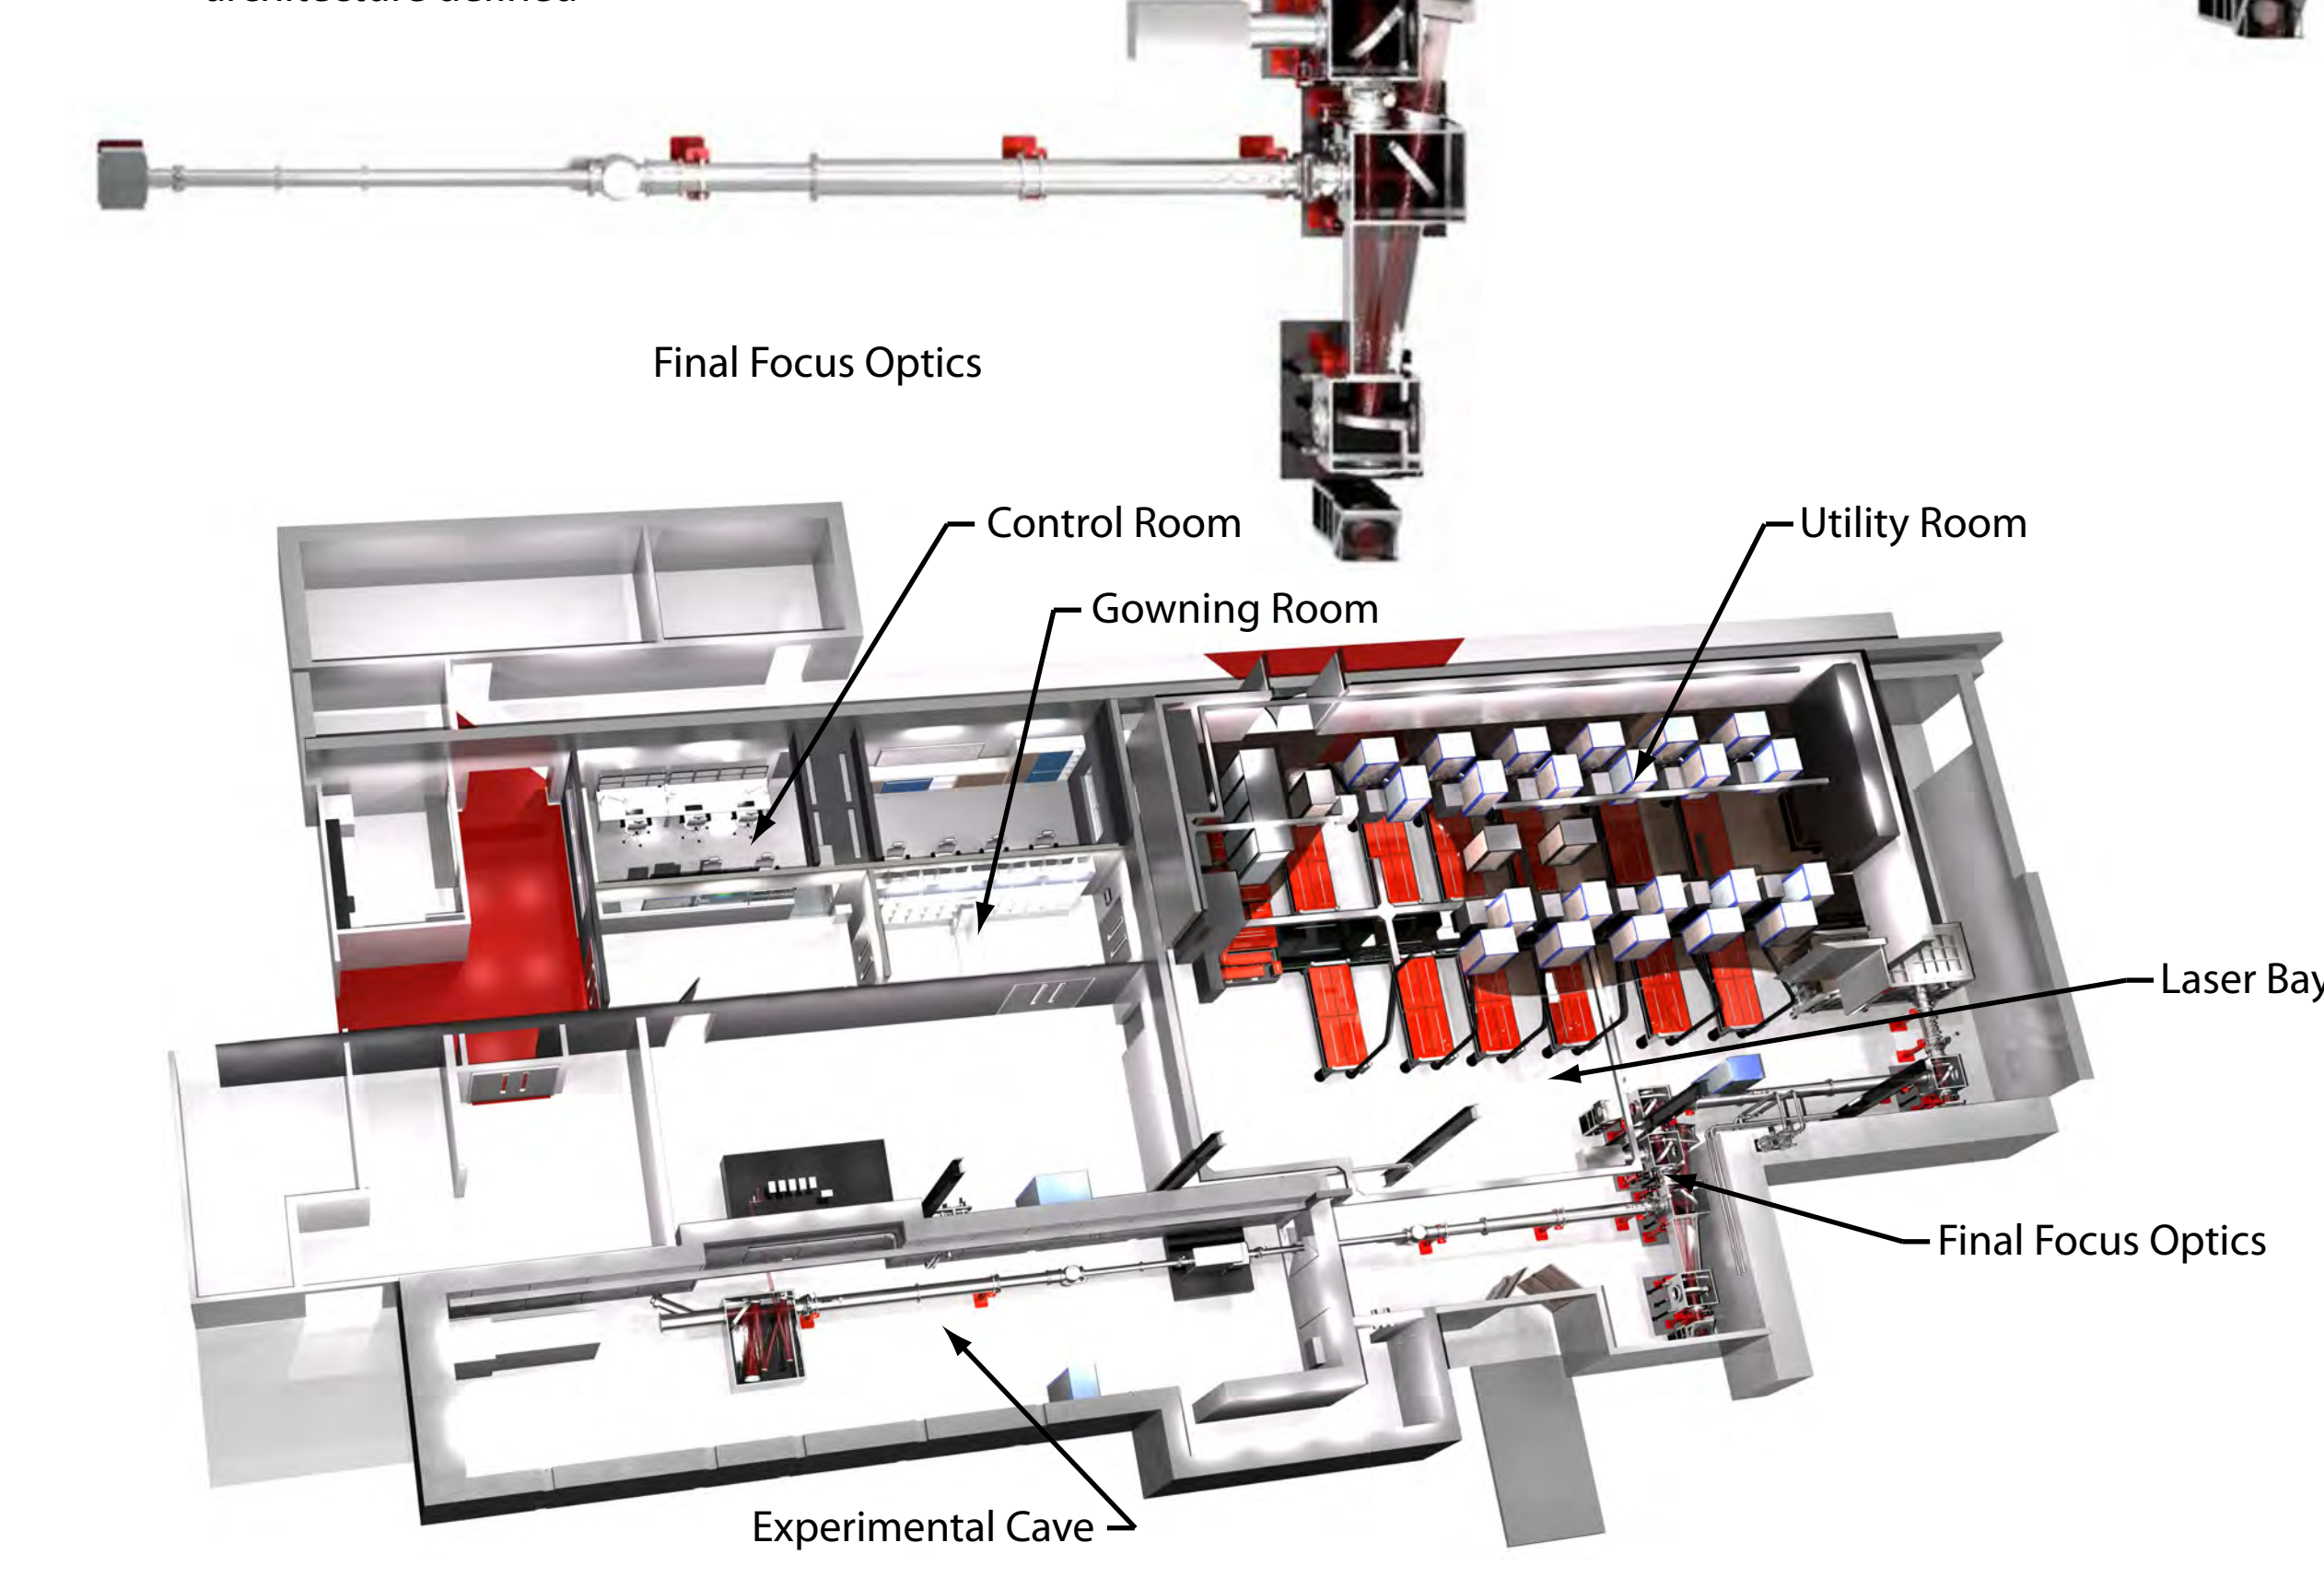 Final Focus Optics
Control Room
Utility Room
Gowning Room
Laser Bay
Final Focus Optics
Experimental Cave